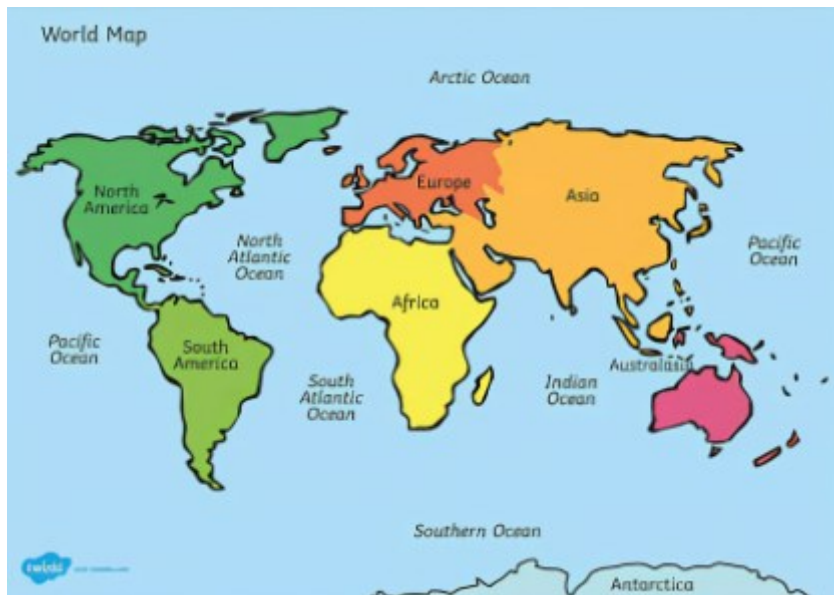 World Map
Arctic Ocean
North
America
Europe
Asia
North
Atlantic
Ocean
Pacific
Ocean
Africa
Pacific
Ocean
South
America
South
Atlantic
Ocean
Indian
Ocean
Australasia
Southern Ocean
Antarctica
twinkl